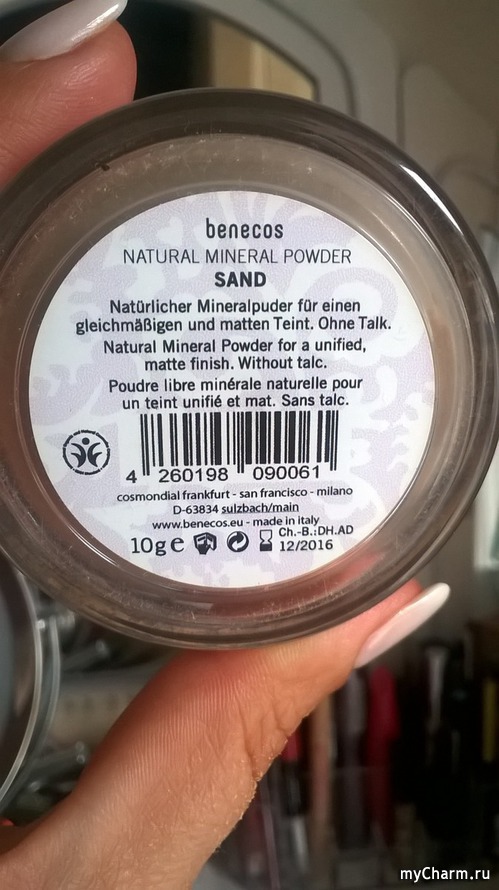 benecos
NATURAL MINERAL POWDER
SAND
Natürlicher Mineralpuder für einen
gleichmäßigen und matten Teint. Ohne Talk.
Natural Mineral Powder for a unified,
matte finish. Without talc.
Poudre libre minérale naturelle pour
un teint unifié et mat. Sans talc.
4 260198 090061
cosmondial frankfurt - san francisco - milano
D-63834 sulzbach/main
www.benecos.eu - made in italy
10g e Ch.-B.:DH.AD
12/2016
myCharm.ru